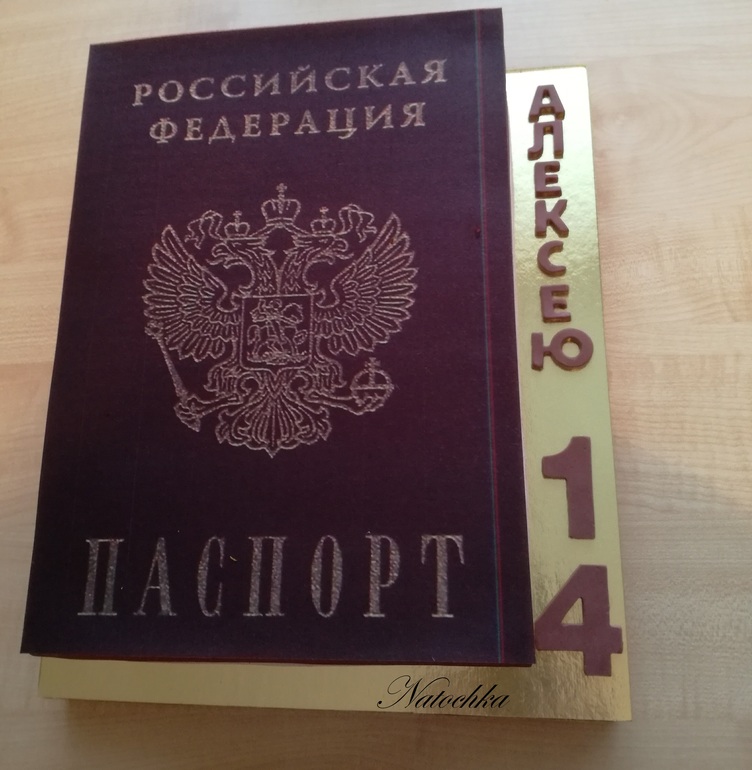 РОССИЙСКАЯ
ФЕДЕРАЦИЯ
ПАСПОРТ
АЛЕКСЕЮ
14
Natochka